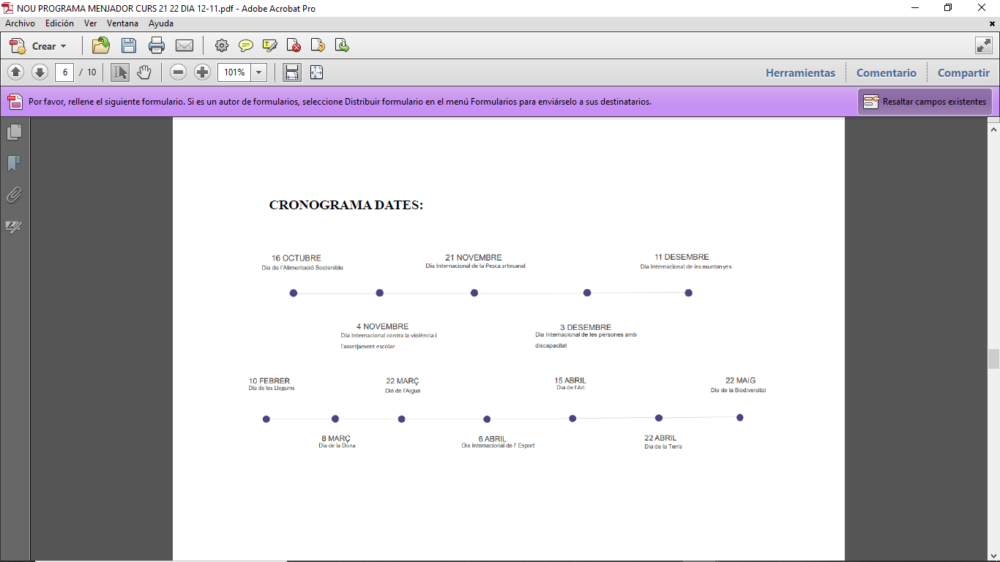 NOU PROGRAMA MENJADOR CURS 21 22 DIA 12-11.pdf - Adobe Acrobat Pro
Archivo Edición Ver Ventana Ayuda
Crear
6 / 10 101% Herramientas Comentario Compartir
Por favor, rellene el siguiente formulario. Si es un autor de formularios, seleccione Distribuir formulario en el menú Formularios para enviárselo a sus destinatarios. Resaltar campos existentes
CRONOGRAMA DATES:
16 OCTUBRE
Dia de l'Alimentació Sostenible
21 NOVEMBRE
Dia Internacional de la Pesca artesanal
11 DESEMBRE
Dia Internacional de les muntanyes
4 NOVEMBRE
Dia Internacional contra la violència i
l'assetjament escolar
3 DESEMBRE
Dia Internacional de les persones amb
discapacitat
10 FEBRER
Dia de les Llegums
22 MARÇ
Dia de l'Aigua
15 ABRIL
Dia de l'Art
22 MAIG
Dia de la Biodiversitat
8 MARÇ
Dia de la Dona
6 ABRIL
Dia Internacional de l' Esport
22 ABRIL
Dia de la Terra